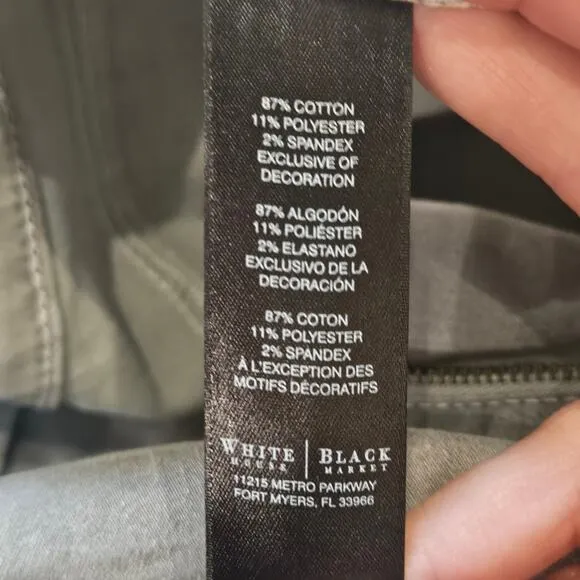 87% COTTON
11% POLYESTER
2% SPANDEX
EXCLUSIVE OF
DECORATION
87% ALGODÓN
11% POLIÉSTER
2% ELASTANO
EXCLUSIVO DE LA
DECORACIÓN
87% COTON
11% POLYESTER
2% SPANDEX
À L'EXCEPTION DES
MOTIFS DÉCORATIFS
WHITE | BLACK
HOUSE | MARKET
11215 METRO PARKWAY
FORT MYERS, FL 33966